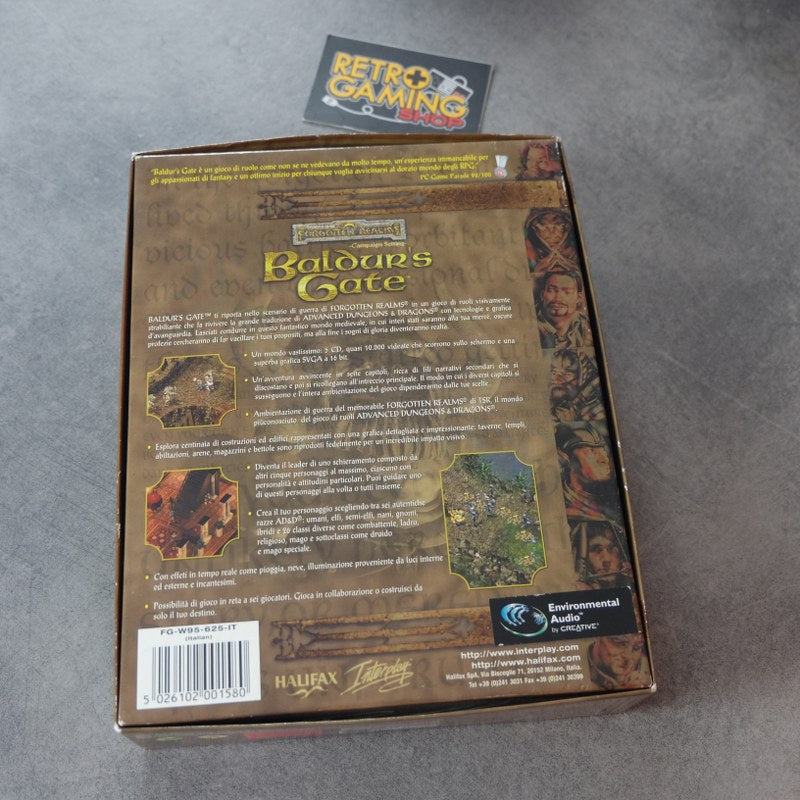 RETRO
GAMING
SHOP
"Baldur's Gate è un gioco di ruolo come non se ne vedevano da molto tempo, un'esperienza immancabile per
gli appassionati di fantasy e un ottimo inizio per chiunque voglia avvicinarsi al dorato mondo degli RPG".
PC Game Parade 92/100
FORGOTTEN REALMS
-Campaign Setting-
Baldur's
Gate
BALDUR'S GATE™ ti riporta nello scenario di guerra di FORGOTTEN REALMS® in un gioco di ruoli visivamente
strabiliante che fa rivivere la grande tradizione di ADVANCED DUNGEONS & DRAGONS® con tecnologie e grafica
d'avanguardia. Lasciati condurre in questo fantastico mondo medievale, in cui interi stati saranno alla tua mercè, oscure
profezie cercheranno di far vacillare i tuoi propositi, ma alla fine i sogni di gloria diventeranno realtà.
• Un mondo vastissimo: 5 CD, quasi 10.000 videate che scorrono sullo schermo e una
superba grafica SVGA a 16 bit.
• Un'avventura avvincente in sette capitoli, ricca di fili narrativi secondari che si
discostano e poi si ricollegano all'intreccio principale. Il modo in cui i diversi capitoli si
susseguono e l'intera ambientazione del gioco dipenderanno dalle tue scelte.
• Ambientazione di guerra del memorabile FORGOTTEN REALMS® di TSR, il mondo
piùconosciuto del gioco di ruoli ADVANCED DUNGEONS & DRAGONS®.
• Esplora centinaia di costruzioni ed edifici rappresentati con una grafica dettagliata e impressionante: taverne, templi,
abitazioni, arene, magazzini e bettole sono riprodotti fedelmente per un incredibile impatto visivo.
• Diventa il leader di uno schieramento composto da
altri cinque personaggi al massimo, ciascuno con
personalità e attitudini particolari. Puoi guidare uno
di questi personaggi alla volta o tutti insieme.
• Crea il tuo personaggio scegliendo tra sei autentiche
razze AD&D®: umani, elfi, semi-elfi, nani, gnomi,
ibridi e 26 classi diverse come combattente, ladro,
religioso, mago e sottoclassi come druido
e mago speciale.
• Con effetti in tempo reale come pioggia, neve, illuminazione proveniente da luci interne
ed esterne e incantesimi.
• Possibilità di gioco in rete a sei giocatori. Gioca in collaborazione o costruisci da
solo il tuo destino.
FG-W95-625-IT
(Italian)
5 026102 001580
HALIFAX
Interplay
Environmental
Audio™
by CREATIVE®
http://www.interplay.com
http://www.halifax.com
Halifax SpA, Via Bisceglie 71, 20152 Milano, Italia.
Tel +39 (0)241 3031 Fax +39 (0)241 30399